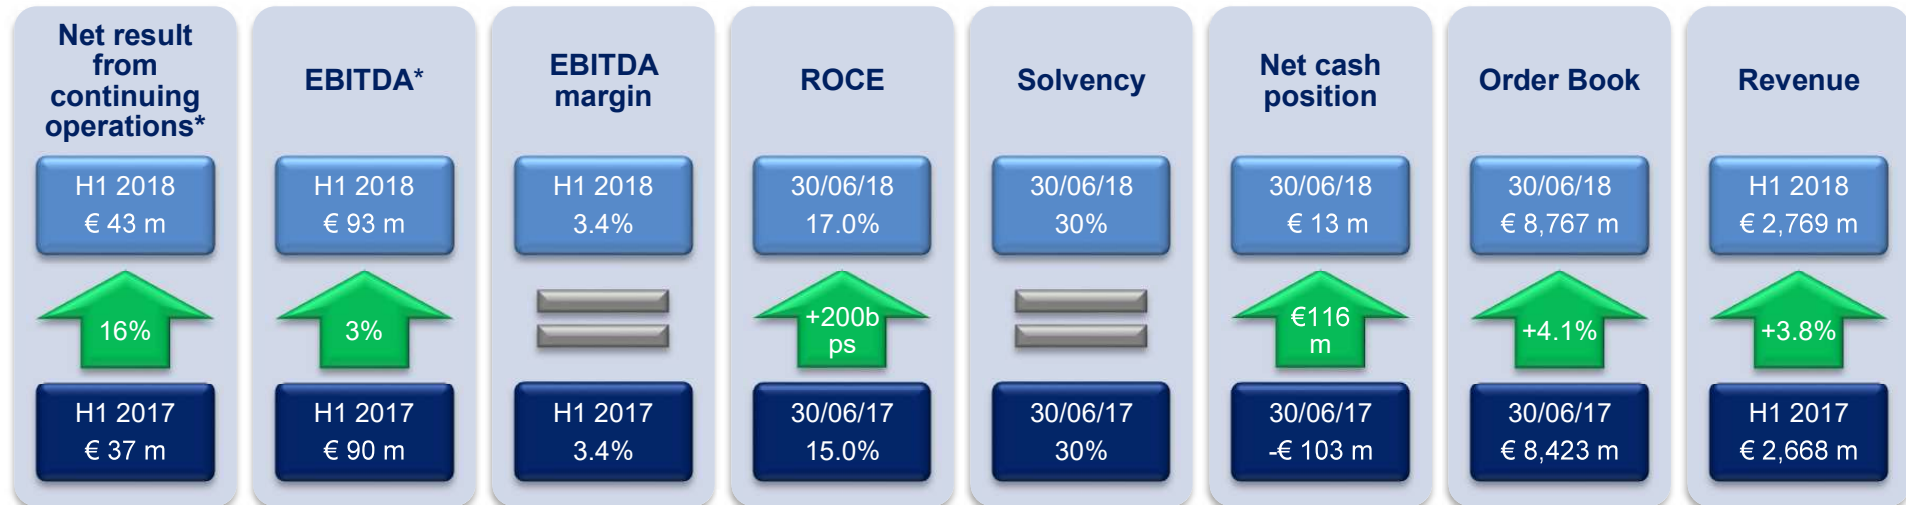 Net result
from
continuing
operations*
H1 2018
€ 43 m
16%
H1 2017
€ 37 m
EBITDA*
H1 2018
€ 93 m
3%
H1 2017
€ 90 m
EBITDA
margin
H1 2018
3.4%
H1 2017
3.4%
ROCE
30/06/18
17.0%
+200b
ps
30/06/17
15.0%
Solvency
30/06/18
30%
30/06/17
30%
Net cash
position
30/06/18
€ 13 m
€116
m
30/06/17
-€ 103 m
Order Book
30/06/18
€ 8,767 m
+4.1%
30/06/17
€ 8,423 m
Revenue
H1 2018
€ 2,769 m
+3.8%
H1 2017
€ 2,668 m